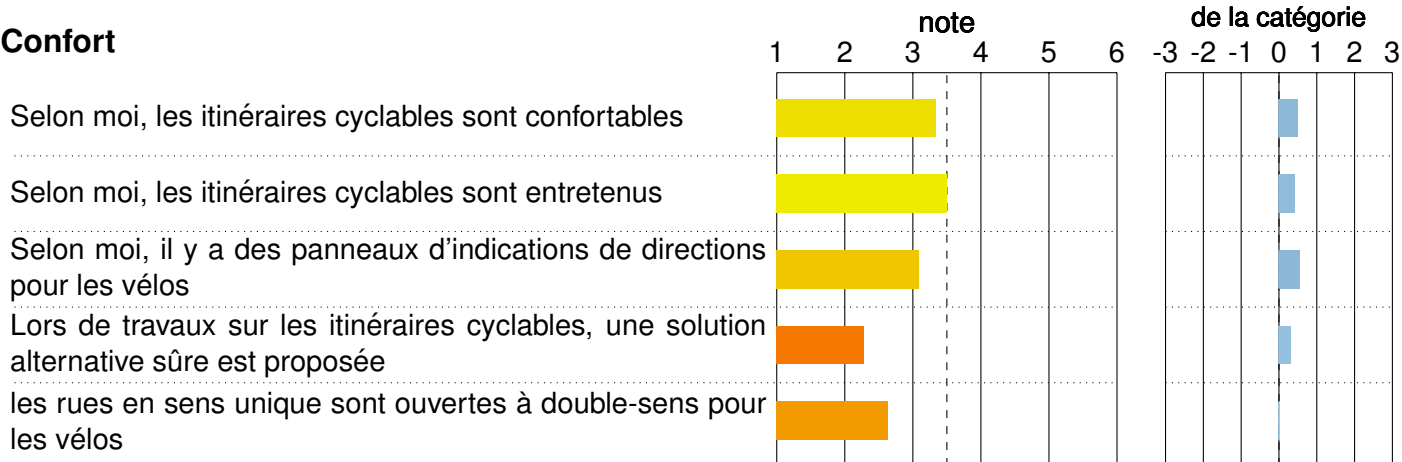 Confort
note
de la catégorie
1 2 3 4 5 6
-3 -2 -1 0 1 2 3
Selon moi, les itinéraires cyclables sont confortables
Selon moi, les itinéraires cyclables sont entretenus
Selon moi, il y a des panneaux d'indications de directions
pour les vélos
Lors de travaux sur les itinéraires cyclables, une solution
alternative sûre est proposée
les rues en sens unique sont ouvertes à double-sens pour
les vélos